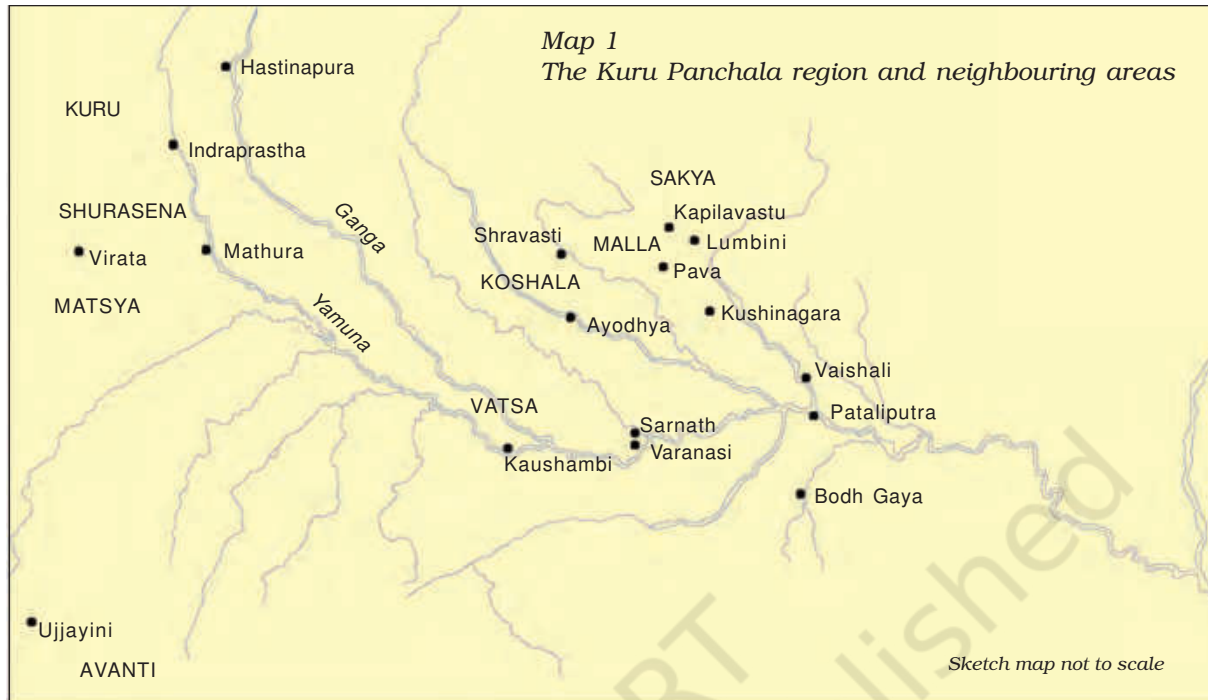 Map 1
The Kuru Panchala region and neighbouring areas
Hastinapura
KURU
Indraprastha
SAKYA
Kapilavastu
SHURASENA
Ganga
Shravasti
MALLA
Lumbini
Virata
Mathura
Pava
KOSHALA
MATSYA
Yamuna
Ayodhya
Kushinagara
Vaishali
VATSA
Pataliputra
Sarnath
Varanasi
Kaushambi
Bodh Gaya
Ujjayini
AVANTI
Sketch map not to scale